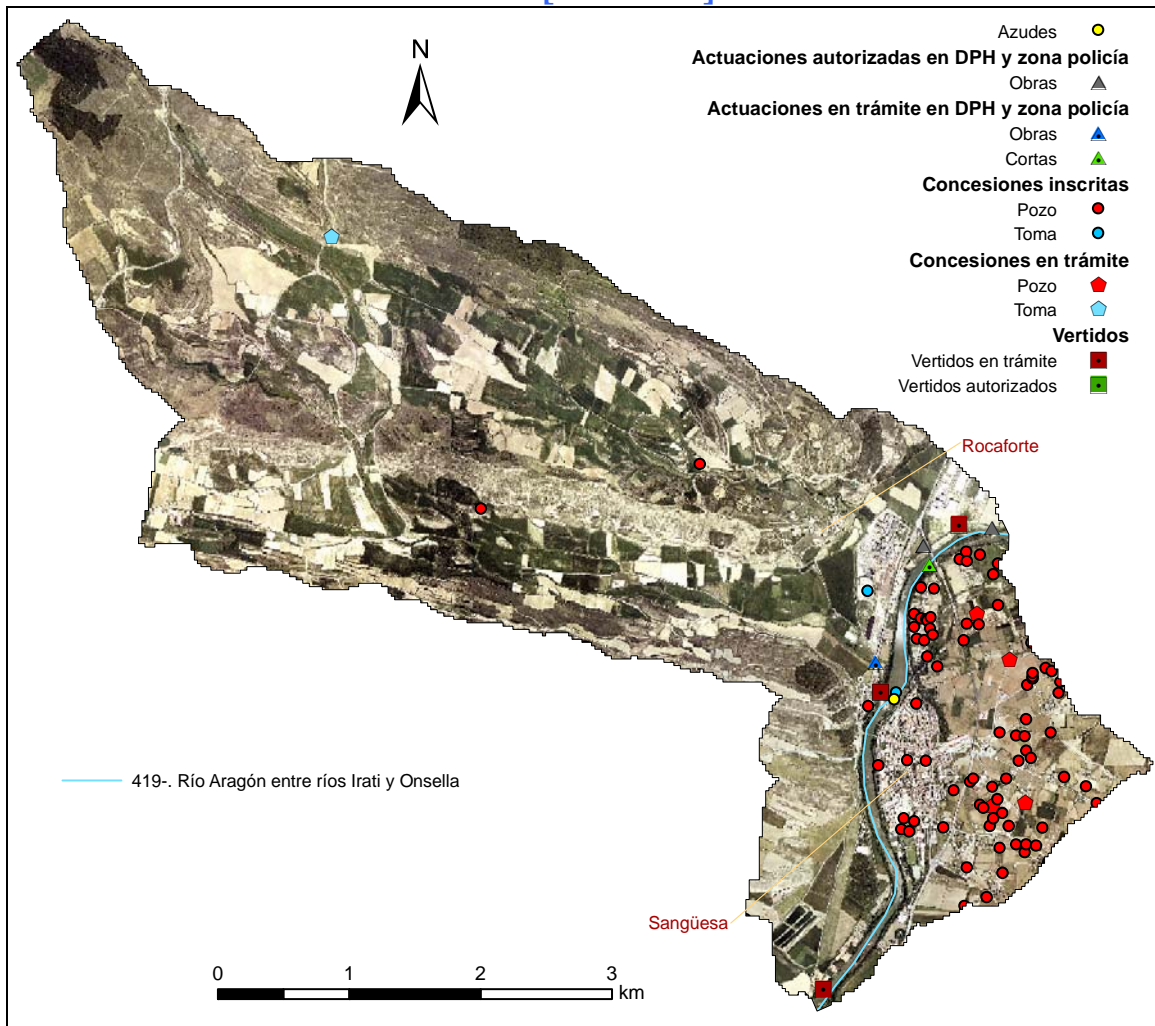 N
Azudes
Actuaciones autorizadas en DPH y zona policía
Obras
Actuaciones en trámite en DPH y zona policía
Obras
Cortas
Concesiones inscritas
Pozo
Toma
Concesiones en trámite
Pozo
Toma
Vertidos
Vertidos en trámite
Vertidos autorizados
Rocaforte
419-. Río Aragón entre ríos Irati y Onsella
Sangüesa
0 1 2 3
km